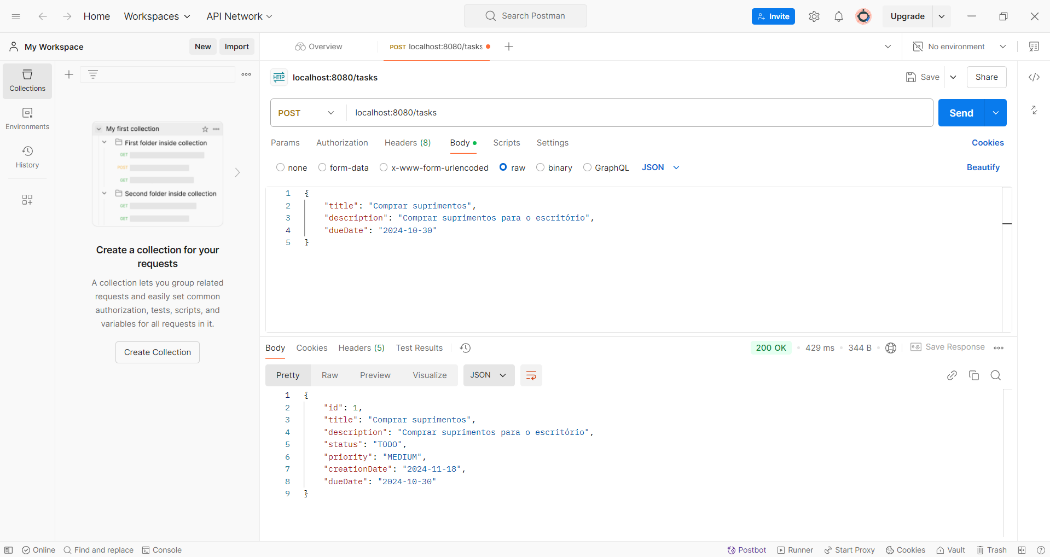 Home Workspaces API Network Search Postman Invite Upgrade
My Workspace New Import Overview POST localhost:8080/tasks No environment
Collections
Environments
History
My first collection
First folder inside collection
GET
POST
GET
Second folder inside collection
GET
GET
Create a collection for your
requests
A collection lets you group related
requests and easily set common
authorization, tests, scripts, and
variables for all requests in it.
Create Collection
HTTP localhost:8080/tasks Save Share
POST localhost:8080/tasks Send
Params Authorization Headers (8) Body Scripts Settings Cookies
none form-data x-www-form-urlencoded raw binary GraphQL JSON Beautify
1 {
2 "title": "Comprar suprimentos",
3 "description": "Comprar suprimentos para o escritório",
4 "dueDate": "2024-10-30"
5 }
Body Cookies Headers (5) Test Results 200 OK 429 ms 344 B Save Response
Pretty Raw Preview Visualize JSON
1 {
2 "id": 1,
3 "title": "Comprar suprimentos",
4 "description": "Comprar suprimentos para o escritório",
5 "status": "TODO",
6 "priority": "MEDIUM",
7 "creationDate": "2024-11-18",
8 "dueDate": "2024-10-30"
9 }
Online Find and replace Console Postbot Runner Start Proxy Cookies Vault Trash